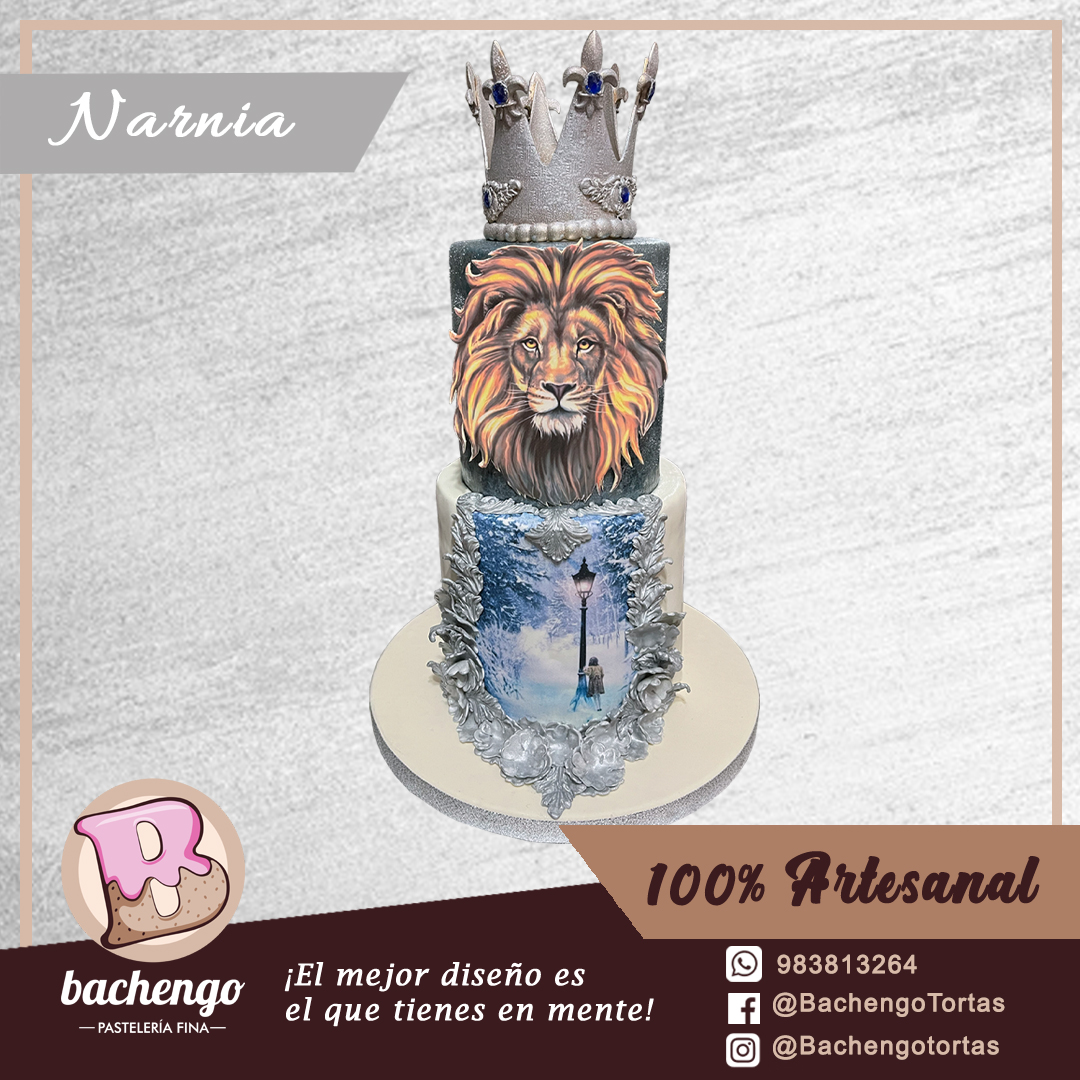 Narnia
100% Artesanal
B
bachengo
PASTELERÍA FINA
¡El mejor diseño es
el que tienes en mente!
983813264
@BachengoTortas
@Bachengotortas